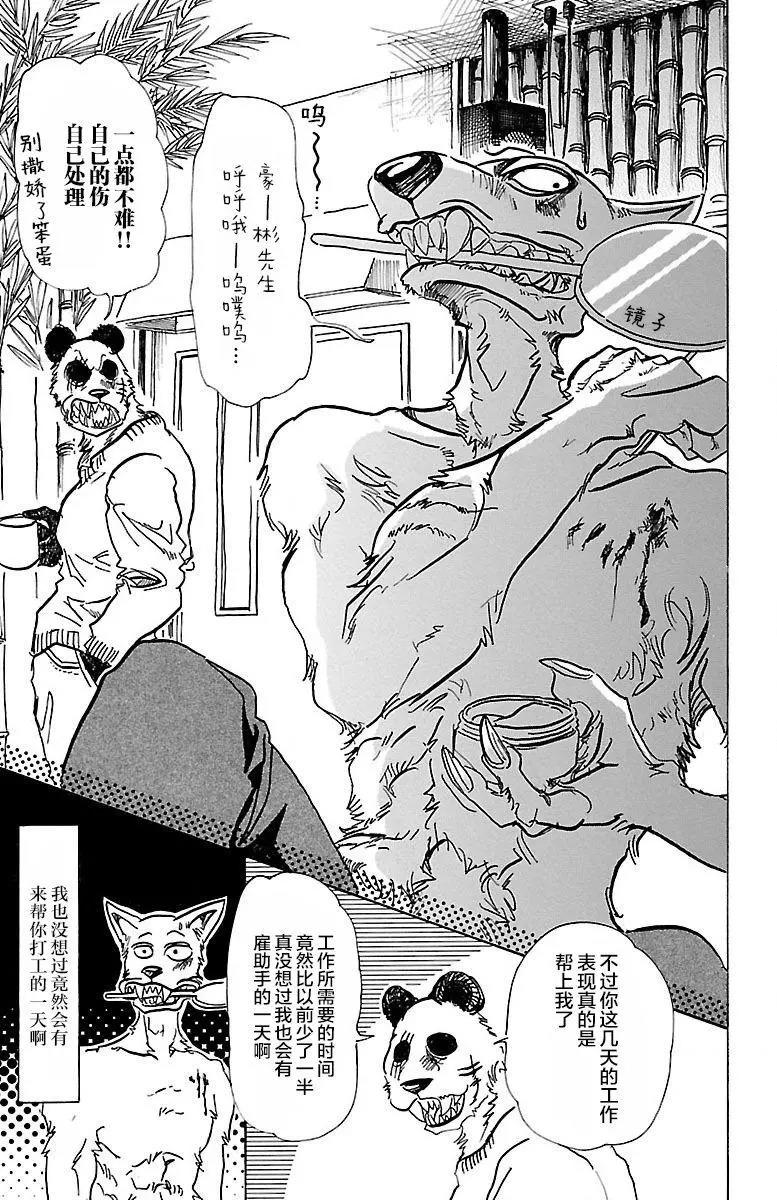 呜
〜
…
豪ー彬先生
呼呼哦ー呜噗呜
…
镜子
一点都不难!!
自己的伤
自己处理
别撒娇了笨蛋
不过你这几天的工作
表现真的是
帮上我了
工作所需要的时间
竟然比以前少了一半
真没想过我也会有
雇助手的一天啊
我也没想过竟然会有
来帮你打工的一天啊